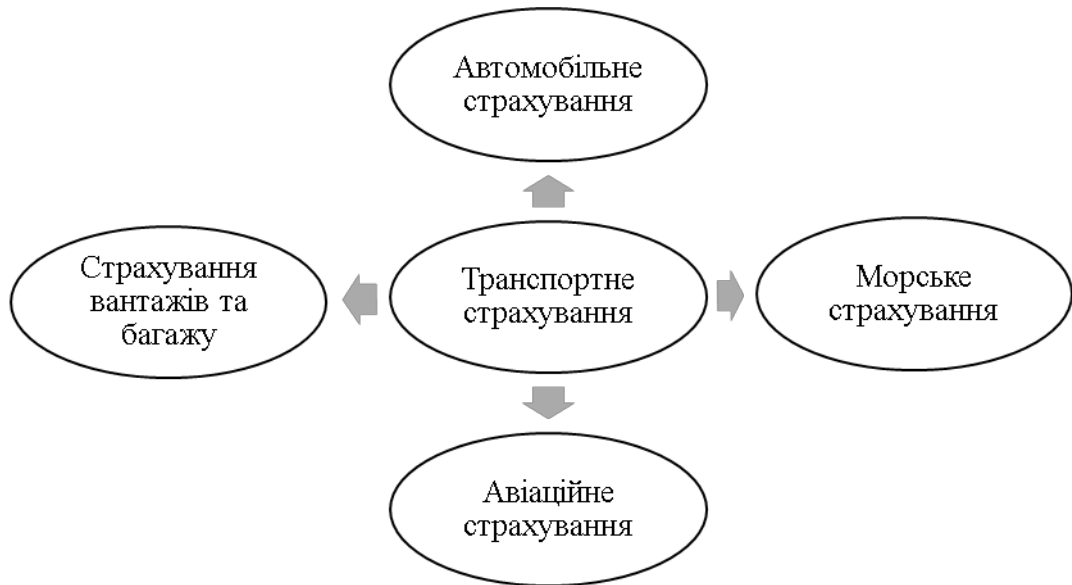 Автомобільне
страхування
Страхування
вантажів та
багажу
Транспортне
страхування
Морське
страхування
Авіаційне
страхування